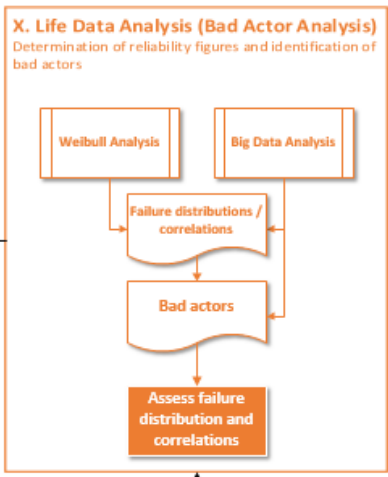 X. Life Data Analysis (Bad Actor Analysis)
Determination of reliability figures and identification of
bad actors
Weibull Analysis
Big Data Analysis
Failure distributions /
correlations
Bad actors
Assess failure
distribution and
correlations